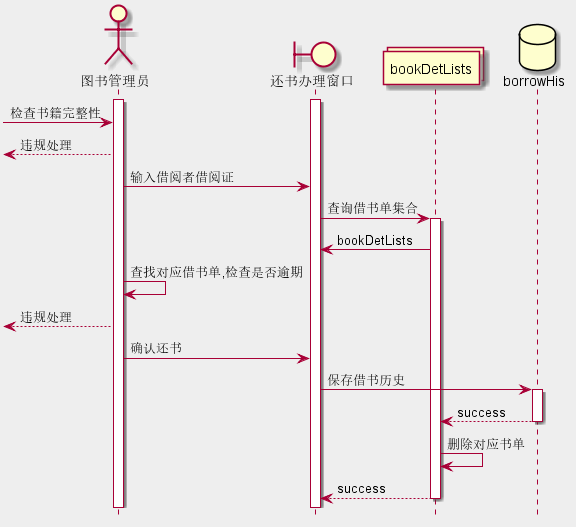 图书管理员
还书办理窗口
bookDetLists
borrowHis
检查书籍完整性
违规处理
输入借阅者借阅证
查询借书单集合
bookDetLists
查找对应借书单,检查是否逾期
违规处理
确认还书
保存借书历史
success
删除对应书单
success